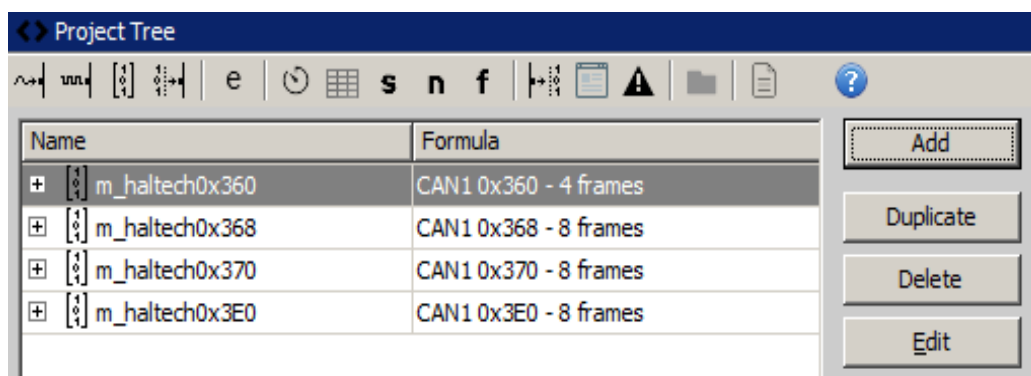 Project Tree
e s n f
Name Formula
m_haltech0x360 CAN1 0x360 - 4 frames
m_haltech0x368 CAN1 0x368 - 8 frames
m_haltech0x370 CAN1 0x370 - 8 frames
m_haltech0x3E0 CAN1 0x3E0 - 8 frames
Add
Duplicate
Delete
Edit